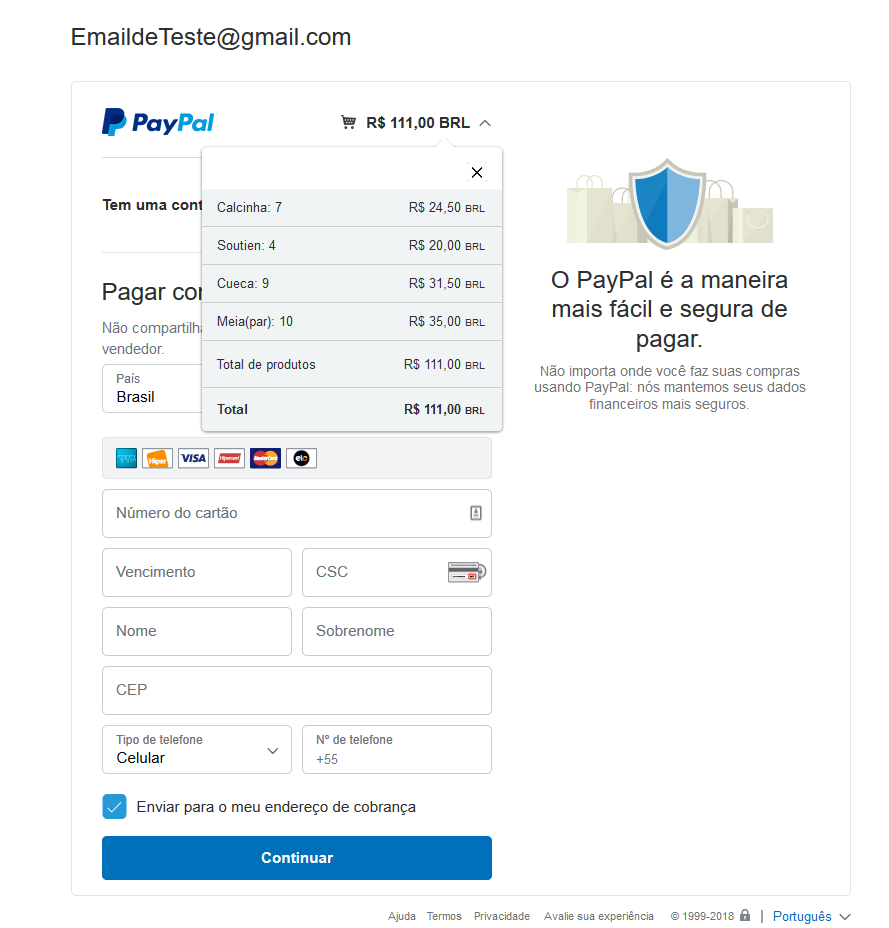 EmaildeTeste@gmail.com
PayPal
R$ 111,00 BRL
Tem uma cont
Calcinha: 7 R$ 24,50 BRL
Soutien: 4 R$ 20,00 BRL
Cueca: 9 R$ 31,50 BRL
Meia(par): 10 R$ 35,00 BRL
Total de produtos R$ 111,00 BRL
Total R$ 111,00 BRL
Pagar co
Não compartilha
vendedor.
País
Brasil
Hiper VISA Hipercard MasterCard elo
Número do cartão
Vencimento CSC
Nome Sobrenome
CEP
Tipo de telefone
Celular
Nº de telefone
+55
Enviar para o meu endereço de cobrança
Continuar
O PayPal é a maneira
mais fácil e segura de
pagar.
Não importa onde você faz suas compras
usando PayPal: nós mantemos seus dados
financeiros mais seguros.
Ajuda Termos Privacidade Avalie sua experiência © 1999-2018 | Português